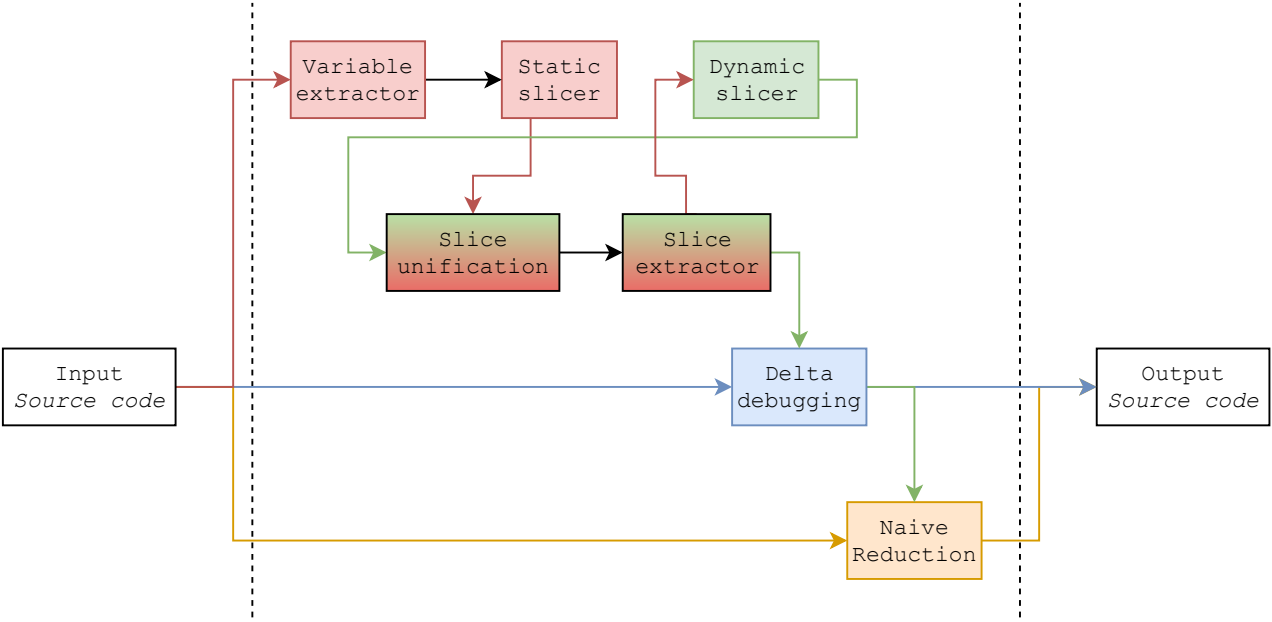 Variable
extractor
Static
slicer
Dynamic
slicer
Slice
unification
Slice
extractor
Input
Source code
Delta
debugging
Output
Source code
Naive
Reduction